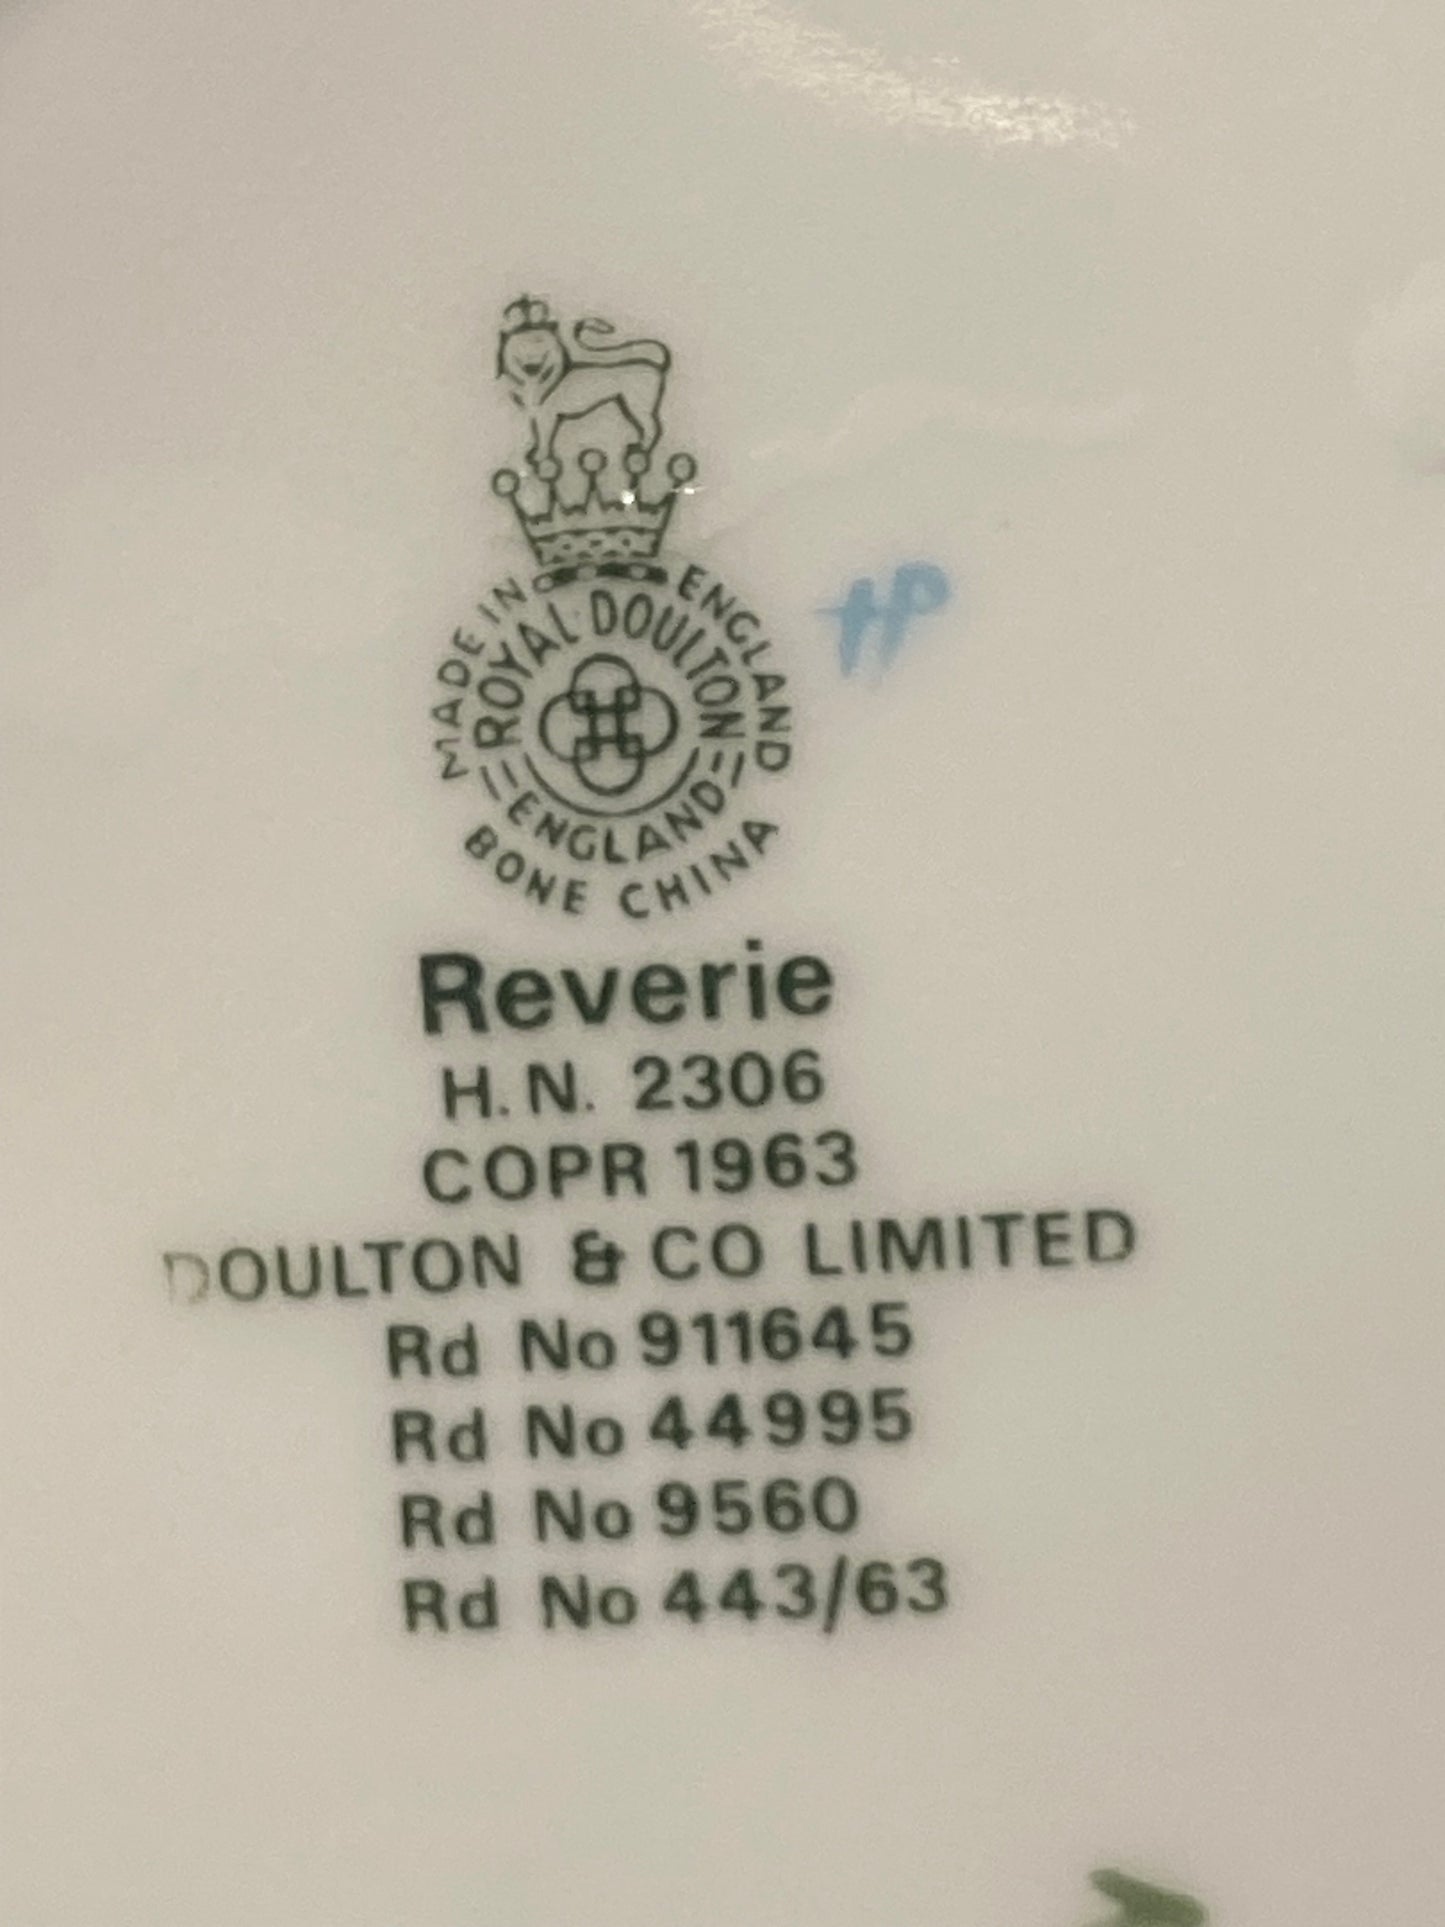 MADE IN ENGLAND
ROYAL DOULTON
ENGLAND
BONE CHINA
HP
Reverie
H.N. 2306
COPR 1963
DOULTON & CO LIMITED
Rd No 911645
Rd No 44995
Rd No 9560
Rd No 443/63